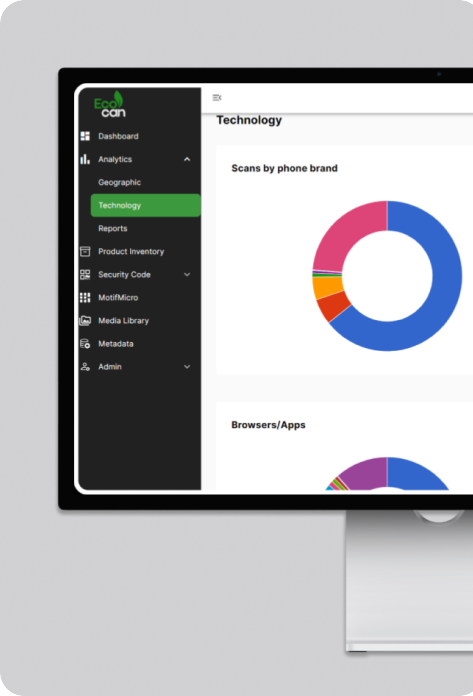 Eco
can
Technology
Dashboard
Analytics
Geographic
Technology
Reports
Product Inventory
Security Code
MotifMicro
Media Library
Metadata
Admin
Scans by phone brand
Browsers/Apps